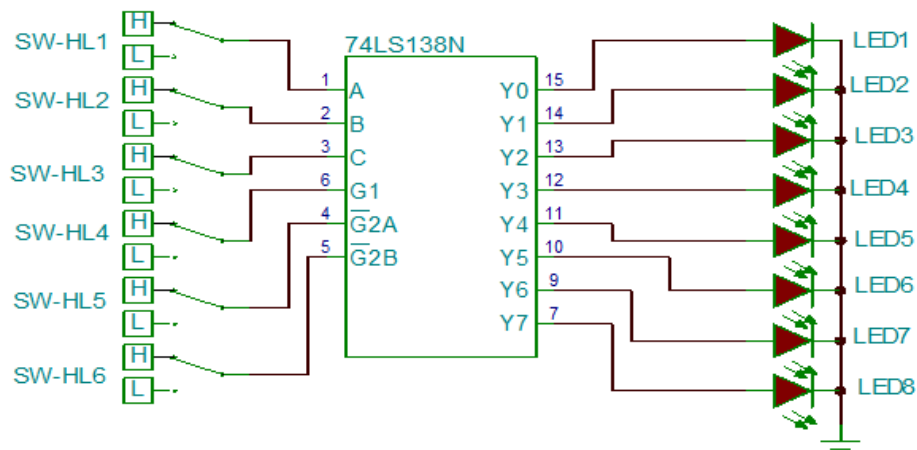 SW-HL1 H L
SW-HL2 H L
SW-HL3 H L
SW-HL4 H L
SW-HL5 H L
SW-HL6 H L
74LS138N
1 A
2 B
3 C
6 G1
4 G̅2A
5 G̅2B
Y0 15
Y1 14
Y2 13
Y3 12
Y4 11
Y5 10
Y6 9
Y7 7
LED1
LED2
LED3
LED4
LED5
LED6
LED7
LED8